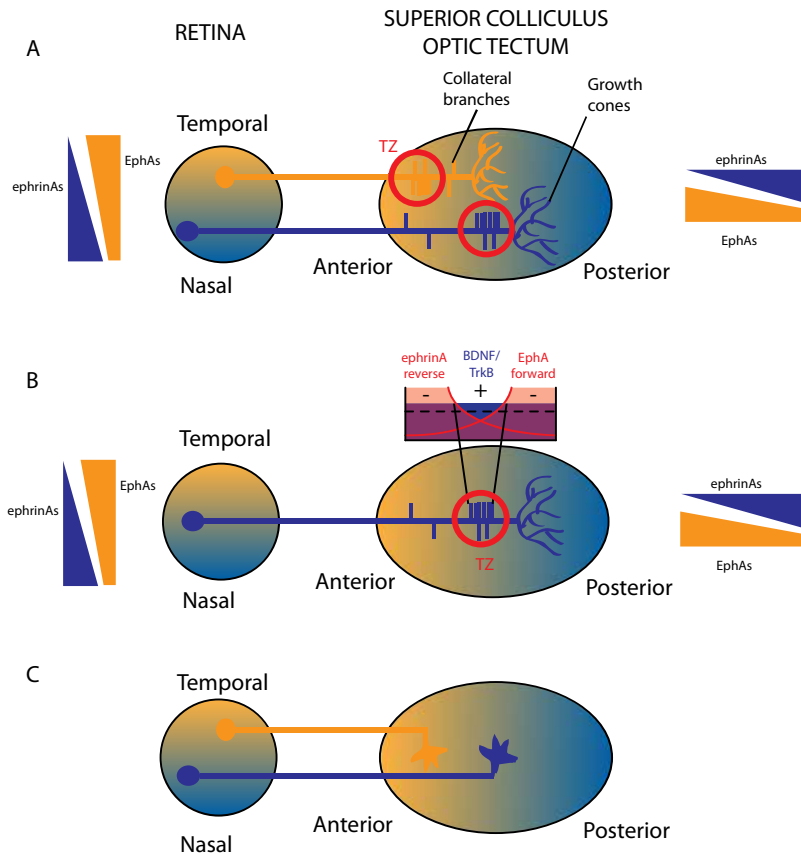 A
RETINA
SUPERIOR COLLICULUS
OPTIC TECTUM
Collateral
branches
Growth
cones
Temporal
TZ
ephrinAs
EphAs
ephrinAs
EphAs
Nasal
Anterior
Posterior
B
ephrinA
reverse
BDNF/
TrkB
EphA
forward
-
+
-
Temporal
ephrinAs
EphAs
ephrinAs
EphAs
TZ
Nasal
Anterior
Posterior
C
Temporal
Nasal
Anterior
Posterior